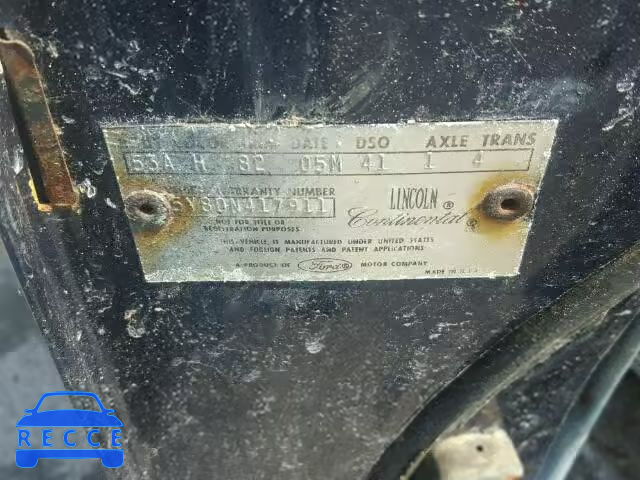 DATE DSO AXLE TRANS
53A H 82 05M 41 1 4
WARRANTY NUMBER
5Y80N417911
LINCOLN
Continental®
NOT FOR TITLE OR
REGISTRATION PURPOSES
THIS VEHICLE IS MANUFACTURED UNDER UNITED STATES
AND FOREIGN PATENTS AND PATENT APPLICATIONS
A PRODUCT OF Ford® MOTOR COMPANY
MADE IN U.S.A.
RECCE